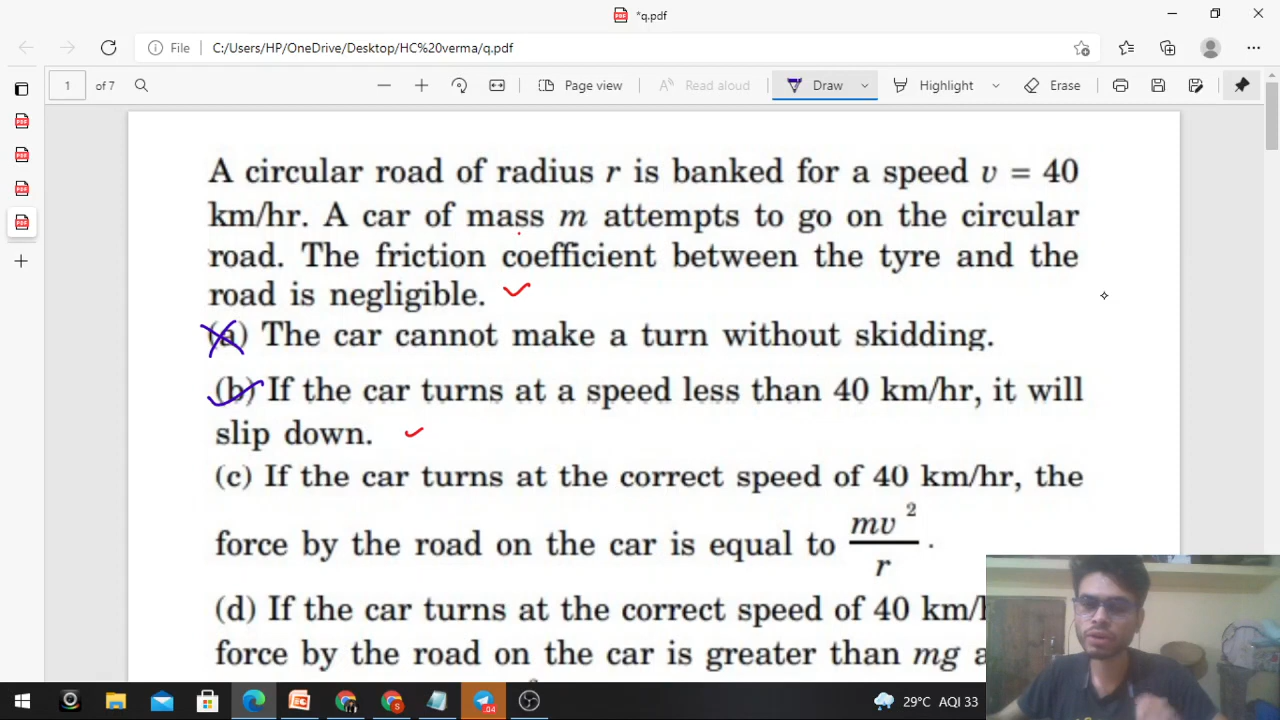 *q.pdf
File C:/Users/HP/OneDrive/Desktop/HC%20verma/q.pdf
1 of 7 Page view Read aloud Draw Highlight Erase
A circular road of radius r is banked for a speed v = 40
km/hr. A car of mass m attempts to go on the circular
road. The friction coefficient between the tyre and the
road is negligible.
(a) The car cannot make a turn without skidding.
(b) If the car turns at a speed less than 40 km/hr, it will
slip down.
(c) If the car turns at the correct speed of 40 km/hr, the
force by the road on the car is equal to mv²/r.
(d) If the car turns at the correct speed of 40 km/h
force by the road on the car is greater than mg a
29°C AQI 33